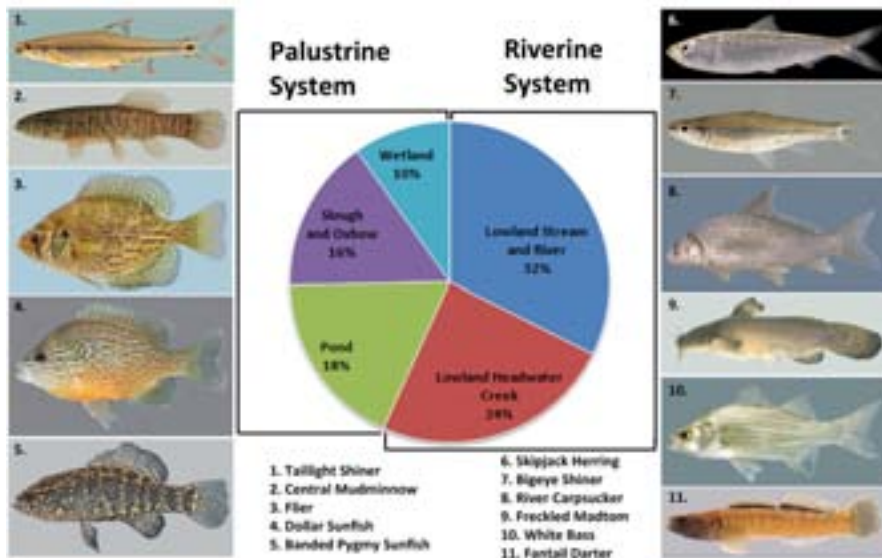 1.
2.
3.
4.
5.
Palustrine
System
Riverine
System
Wetland
10%
Slough
and Oxbow
16%
Pond
18%
Lowland Stream
and River
32%
Lowland Headwater
Creek
24%
1. Taillight Shiner
2. Central Mudminnow
3. Flier
4. Dollar Sunfish
5. Banded Pygmy Sunfish
6. Skipjack Herring
7. Bigeye Shiner
8. River Carpsucker
9. Freckled Madtom
10. White Bass
11. Fantail Darter
6.
7.
8.
9.
10.
11.